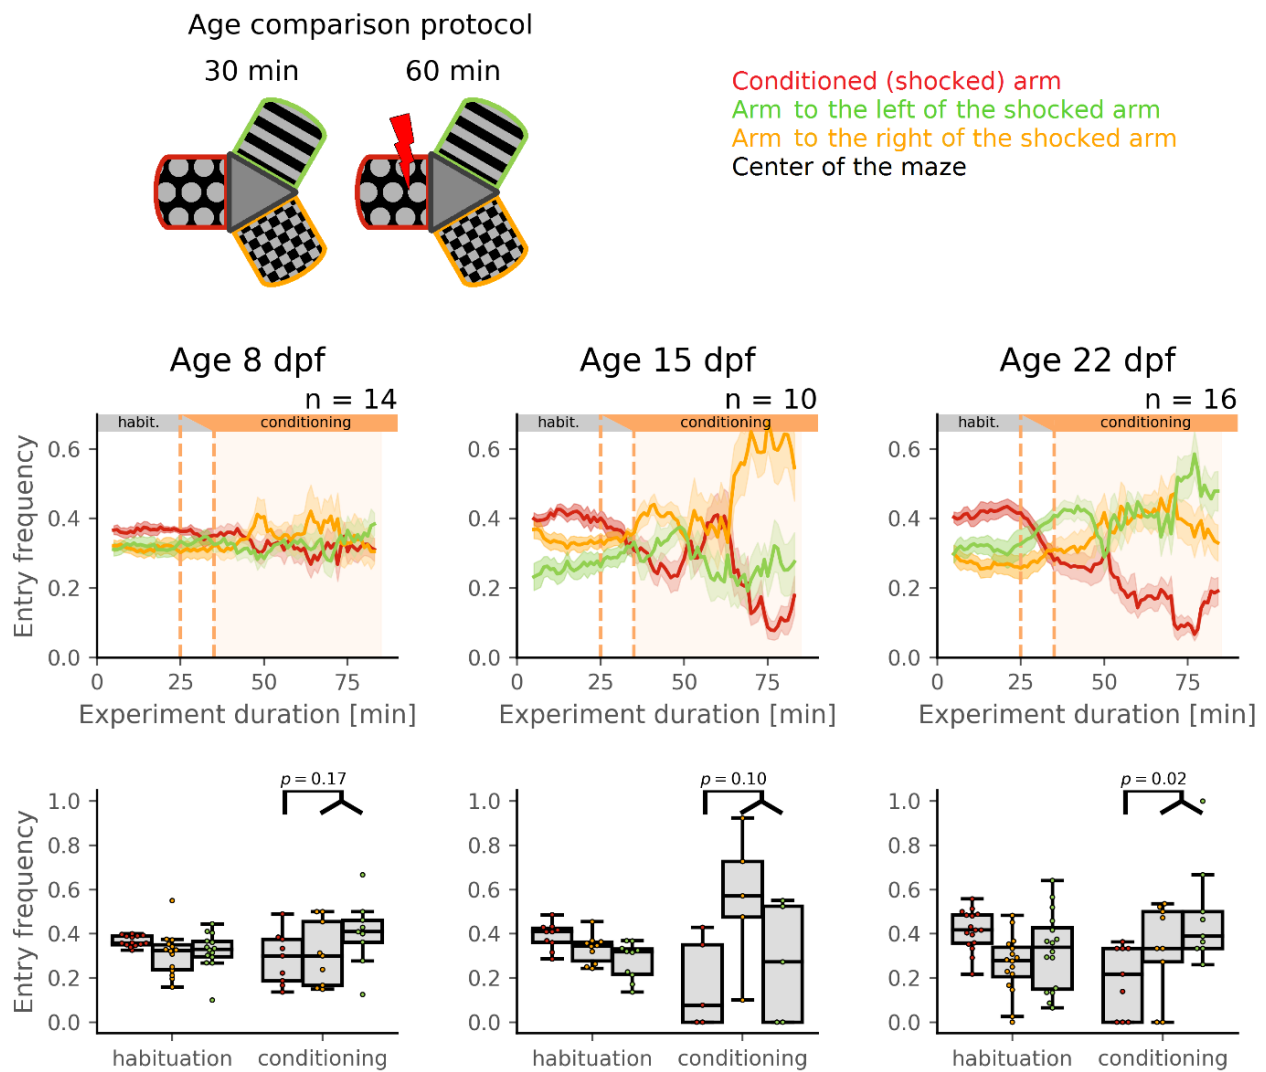 Age comparison protocol
30 min 60 min
Conditioned (shocked) arm
Arm to the left of the shocked arm
Arm to the right of the shocked arm
Center of the maze
Age 8 dpf
n = 14
habit. conditioning
Entry frequency
0.6
0.4
0.2
0.0
0 25 50 75
Experiment duration [min]
Age 15 dpf
n = 10
habit. conditioning
0.6
0.4
0.2
0.0
0 25 50 75
Experiment duration [min]
Age 22 dpf
n = 16
habit. conditioning
0.6
0.4
0.2
0.0
0 25 50 75
Experiment duration [min]
p = 0.17
Entry frequency
1.0
0.8
0.6
0.4
0.2
0.0
habituation conditioning
p = 0.10
1.0
0.8
0.6
0.4
0.2
0.0
habituation conditioning
p = 0.02
1.0
0.8
0.6
0.4
0.2
0.0
habituation conditioning